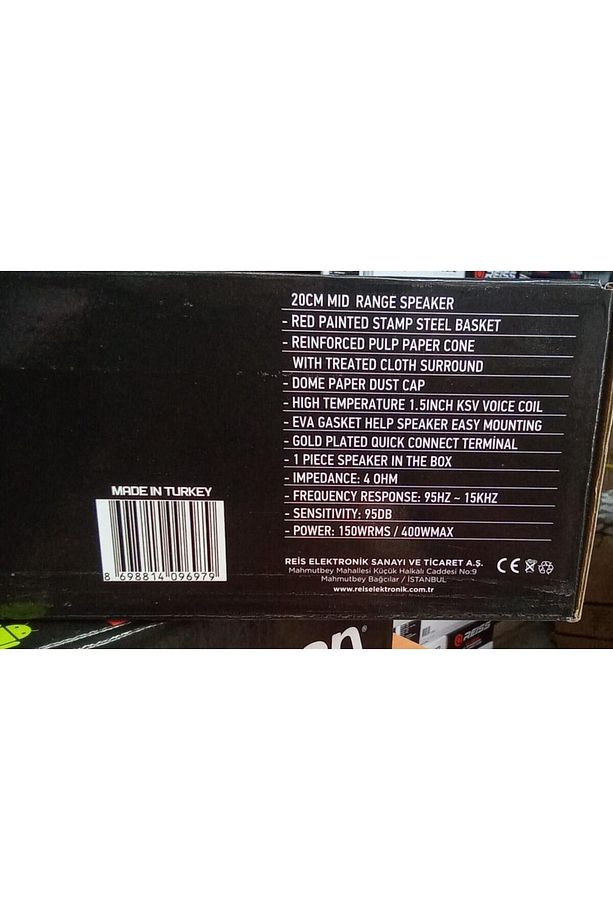 REISS
20CM MID RANGE SPEAKER
- RED PAINTED STAMP STEEL BASKET
- REINFORCED PULP PAPER CONE
WITH TREATED CLOTH SURROUND
- DOME PAPER DUST CAP
- HIGH TEMPERATURE 1.5INCH KSV VOICE COIL
- EVA GASKET HELP SPEAKER EASY MOUNTING
- GOLD PLATED QUICK CONNECT TERMİNAL
- 1 PIECE SPEAKER IN THE BOX
- IMPEDANCE: 4 OHM
- FREQUENCY RESPONSE: 95HZ ~ 15KHZ
- SENSITIVITY: 95DB
- POWER: 150WRMS / 400WMAX
MADE IN TURKEY
8 698814 096979
REİS ELEKTRONİK SANAYİ VE TİCARET A.Ş.
Mahmutbey Mahallesi Küçük Halkalı Caddesi No:9
Mahmutbey Bağcılar / İSTANBUL
www.reiselektronik.com.tr
CE
REISS